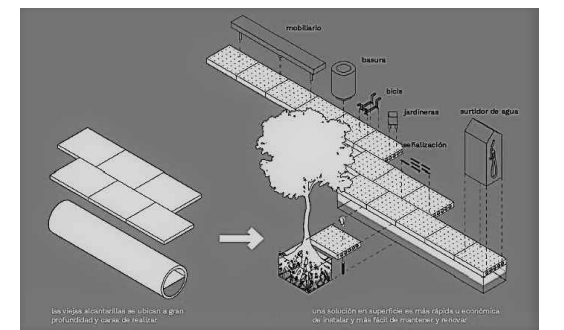 mobiliario
basura
bicis
jardineras
surtidor de agua
señalización
las viejas alcantarillas se ubican a gran
profundidad y caras de realizar
una solución en superficie es más rápida u económica
de instalar y más fácil de mantener y renovar